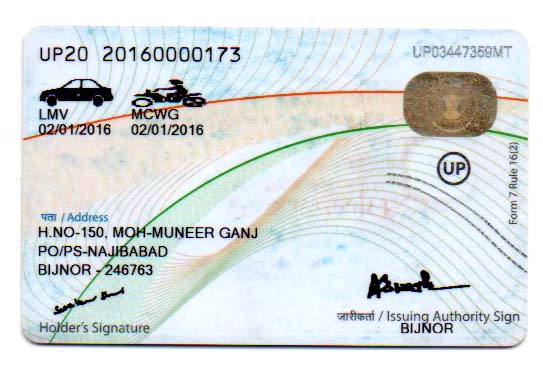 UP20 20160000173
UP03447359MT
LMV MCWG
02/01/2016 02/01/2016
UP
Form 7 Rule 16(2)
पता / Address
H.NO-150, MOH-MUNEER GANJ
PO/PS-NAJIBABAD
BIJNOR - 246763
Holder's Signature
जारीकर्ता / Issuing Authority Sign
BIJNOR